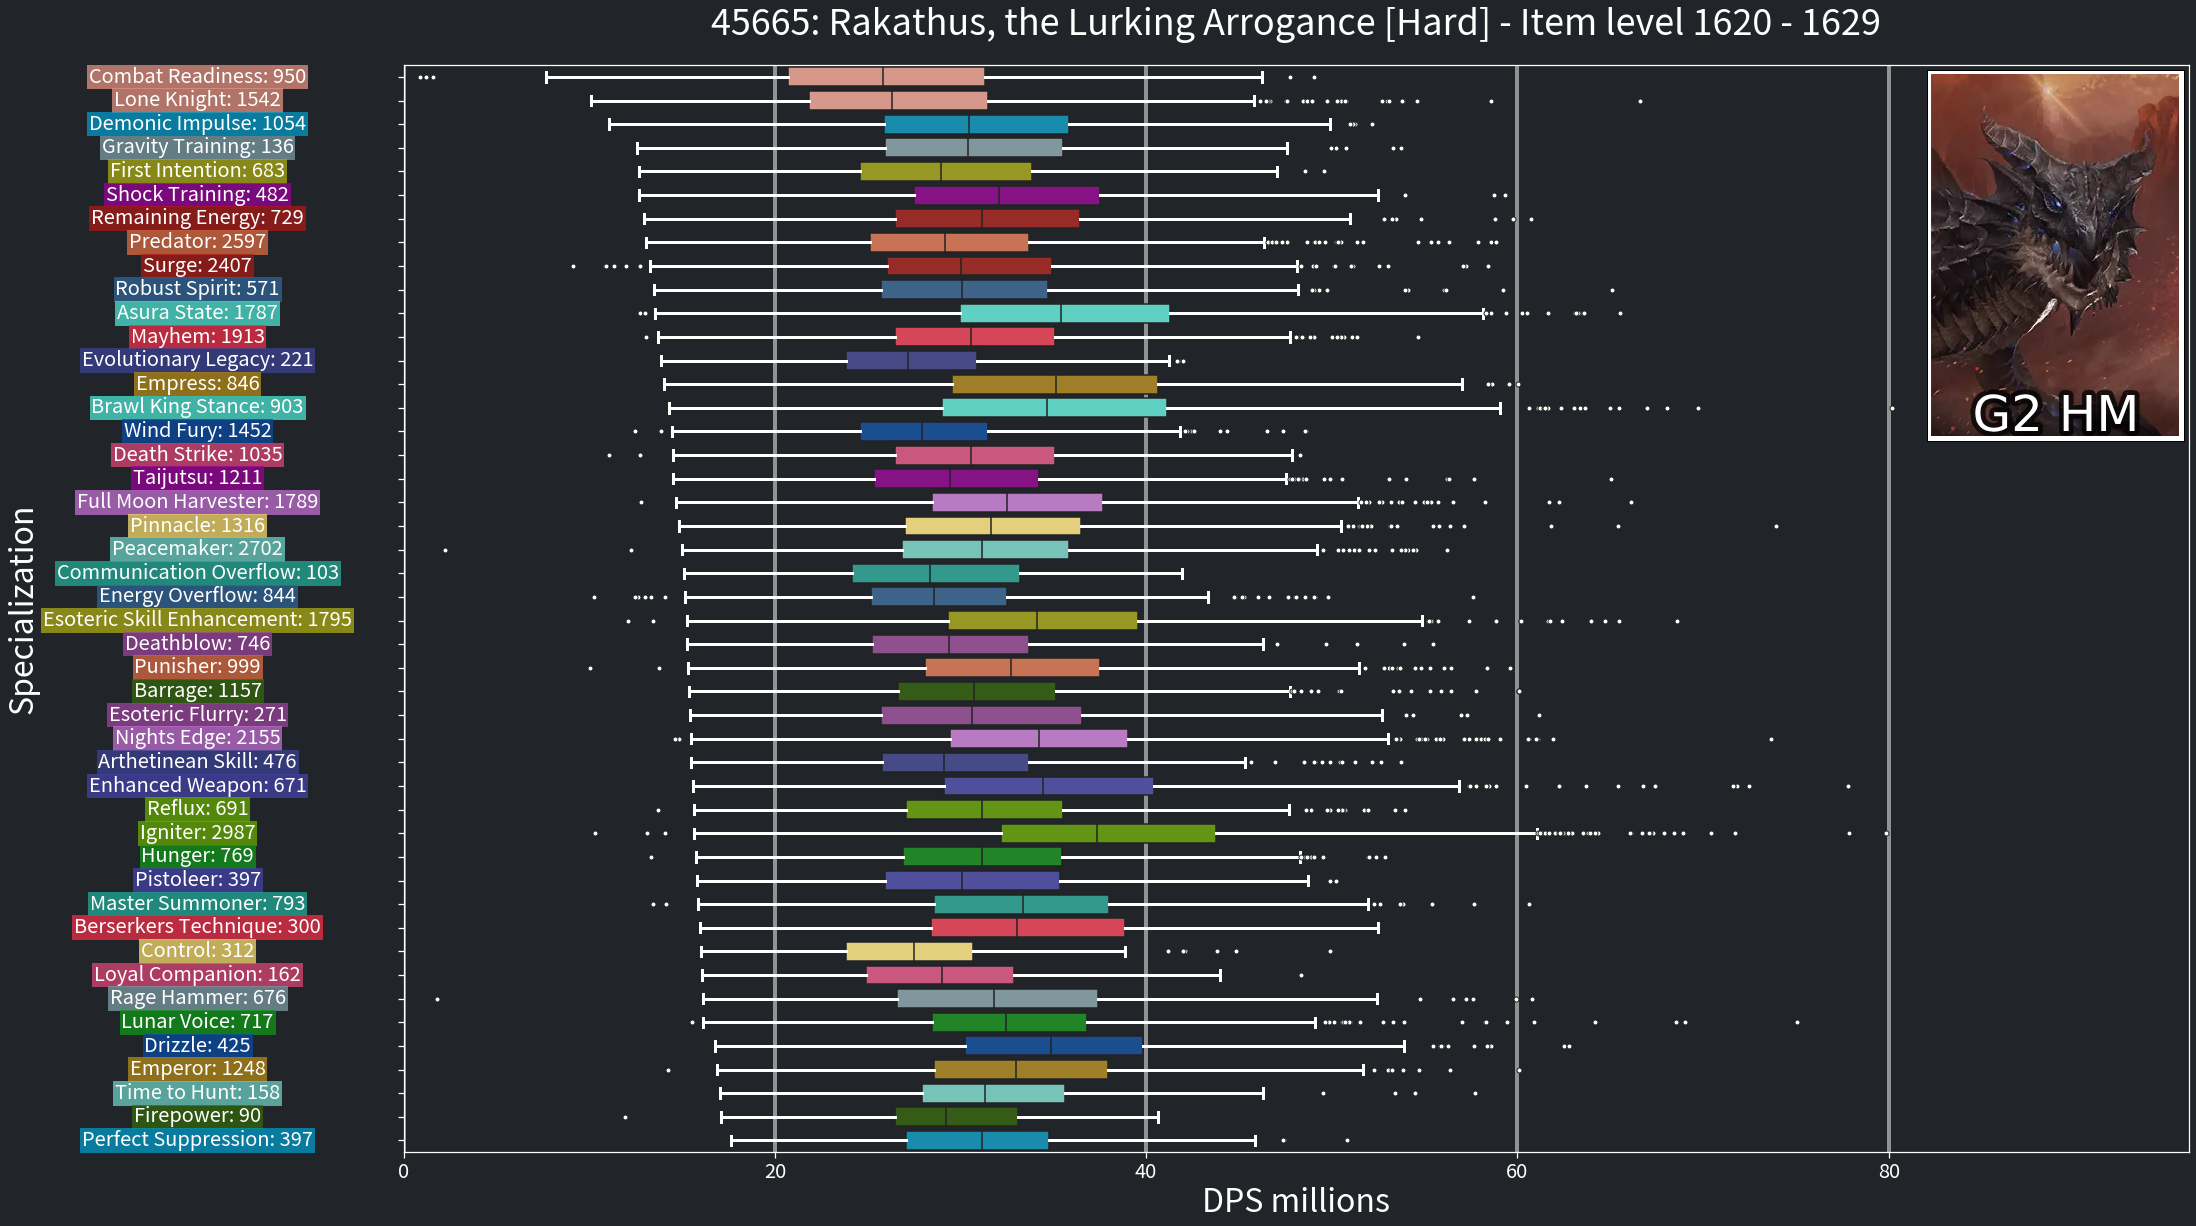 45665: Rakathus, the Lurking Arrogance [Hard] - Item level 1620 - 1629
Specialization
Combat Readiness: 950
Lone Knight: 1542
Demonic Impulse: 1054
Gravity Training: 136
First Intention: 683
Shock Training: 482
Remaining Energy: 729
Predator: 2597
Surge: 2407
Robust Spirit: 571
Asura State: 1787
Mayhem: 1913
Evolutionary Legacy: 221
Empress: 846
Brawl King Stance: 903
Wind Fury: 1452
Death Strike: 1035
Taijutsu: 1211
Full Moon Harvester: 1789
Pinnacle: 1316
Peacemaker: 2702
Communication Overflow: 103
Energy Overflow: 844
Esoteric Skill Enhancement: 1795
Deathblow: 746
Punisher: 999
Barrage: 1157
Esoteric Flurry: 271
Nights Edge: 2155
Arthetinean Skill: 476
Enhanced Weapon: 671
Reflux: 691
Igniter: 2987
Hunger: 769
Pistoleer: 397
Master Summoner: 793
Berserkers Technique: 300
Control: 312
Loyal Companion: 162
Rage Hammer: 676
Lunar Voice: 717
Drizzle: 425
Emperor: 1248
Time to Hunt: 158
Firepower: 90
Perfect Suppression: 397
G2 HM
0 20 40 60 80
DPS millions